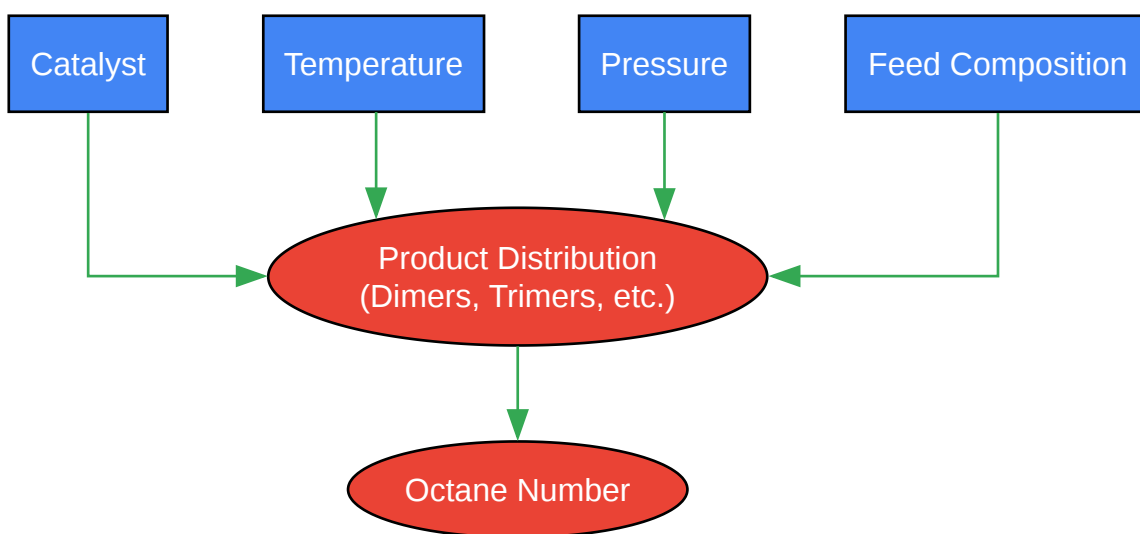 Catalyst
Temperature
Pressure
Feed Composition
Product Distribution
(Dimers, Trimers, etc.)
Octane Number